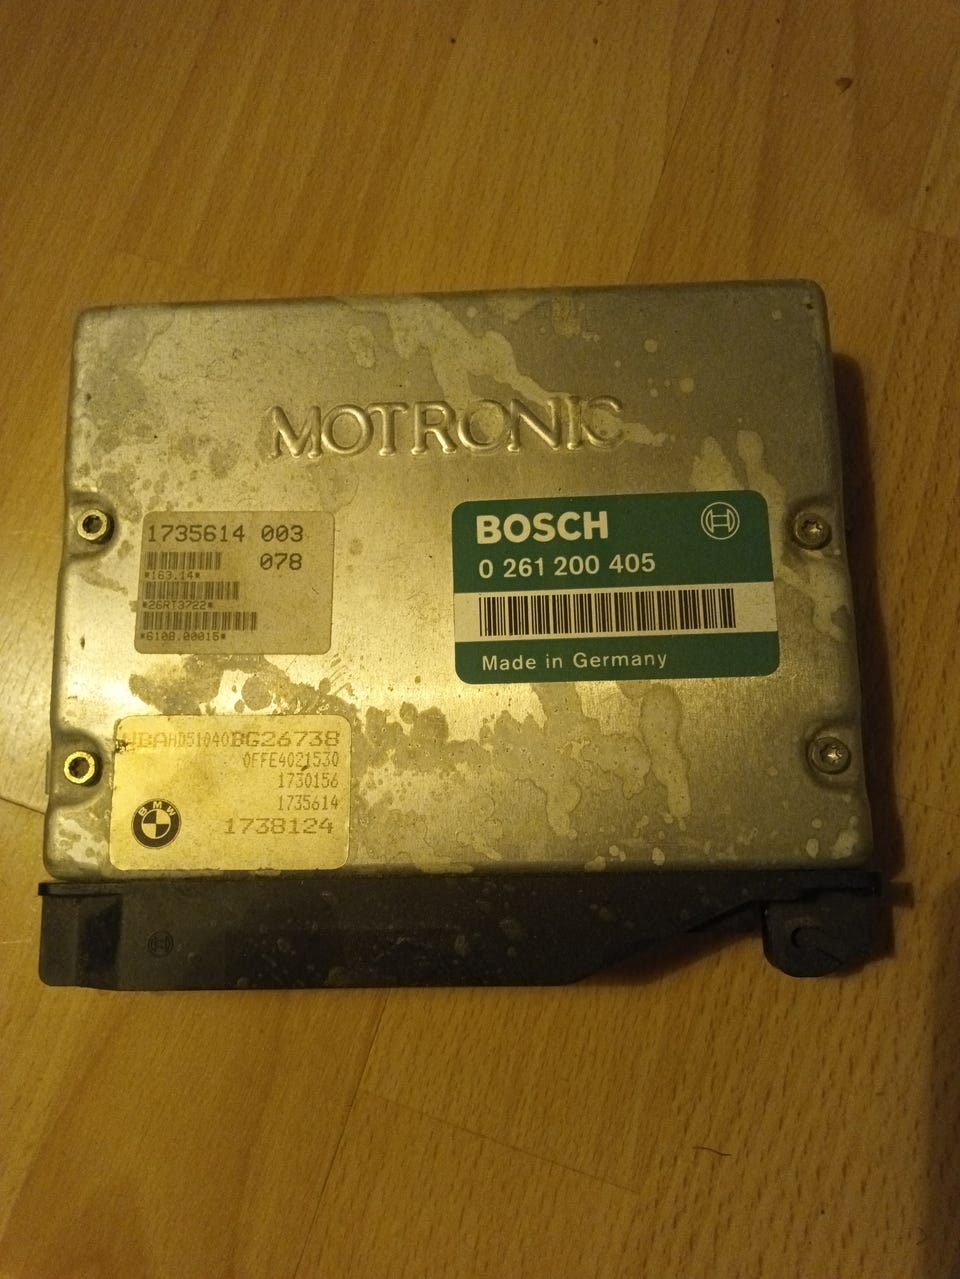 MOTRONIC
1735614 003
078
*163.14*
*26RT3722*
*6108.00015*
BOSCH
0 261 200 405
Made in Germany
WBAHD51040BG26738
0FFE4021530
1730156
1735614
1738124
BMW